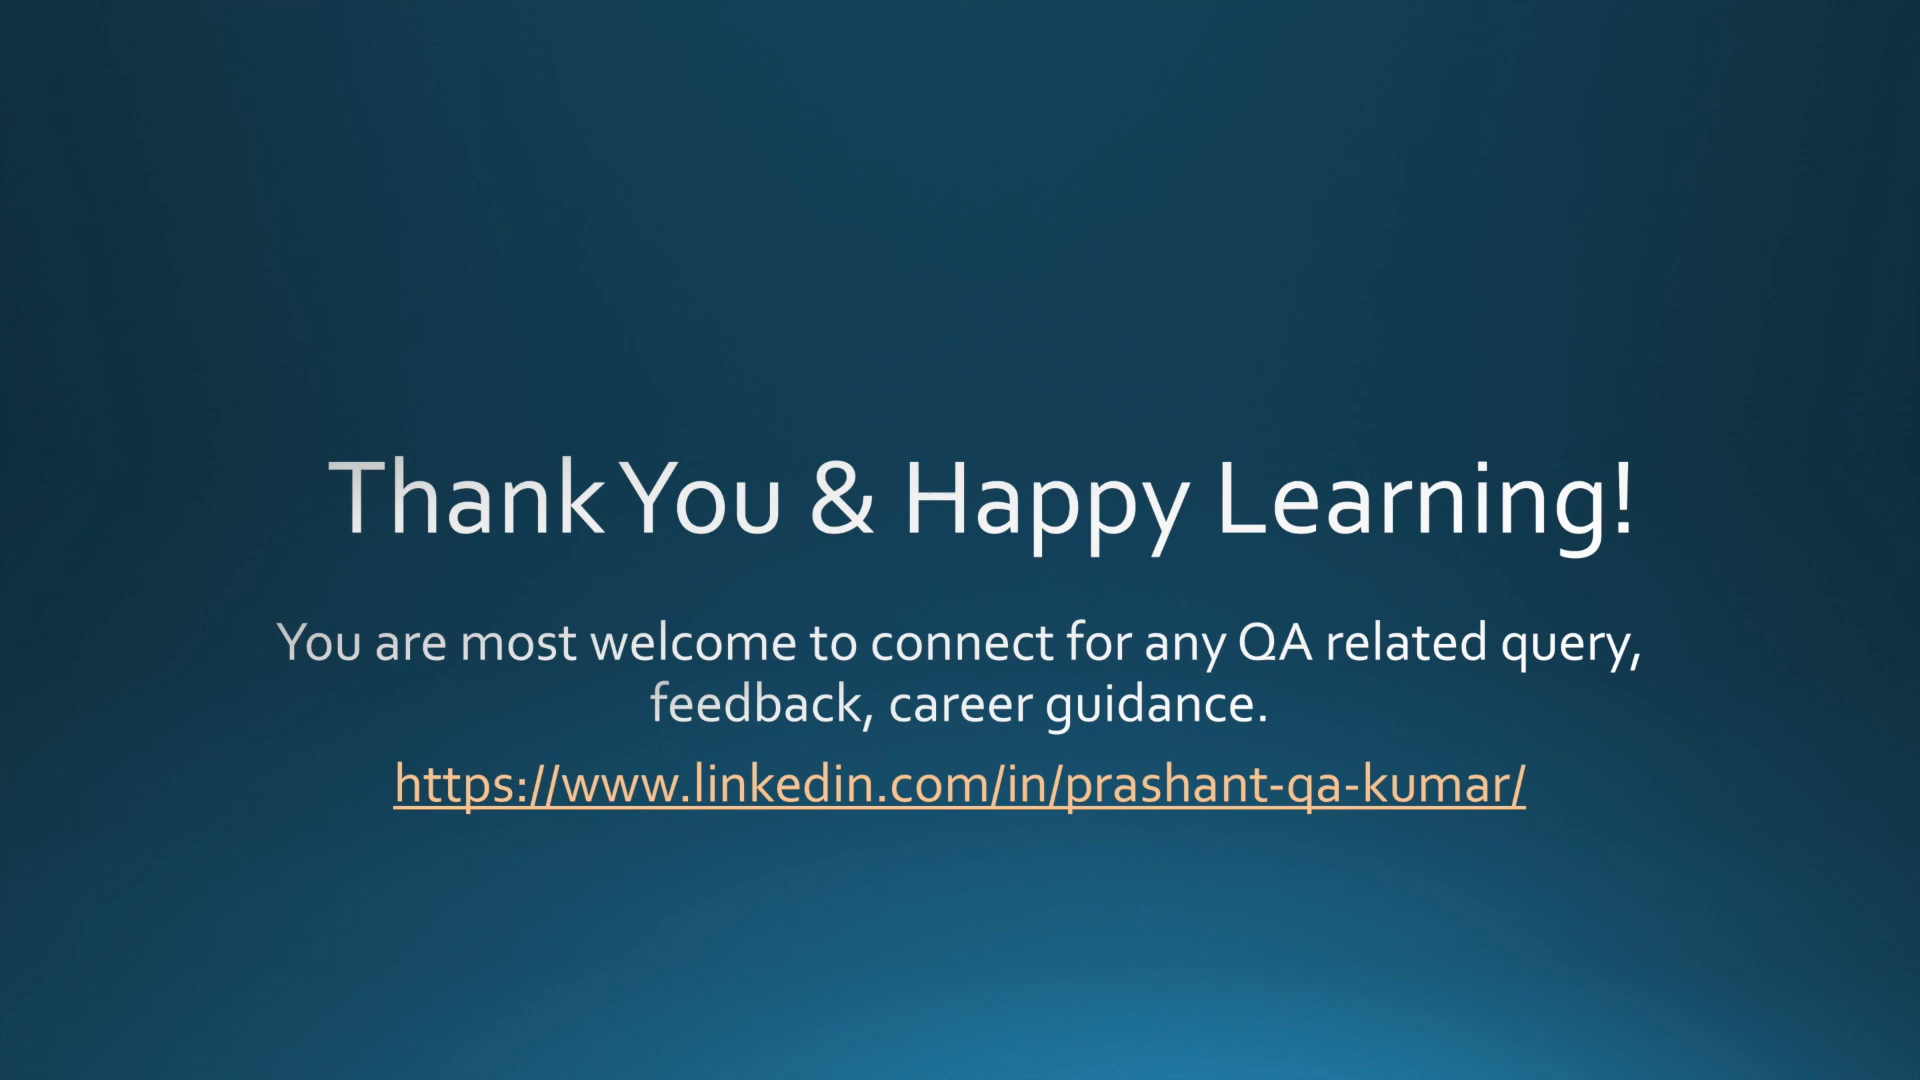 Thank You & Happy Learning!
You are most welcome to connect for any QA related query,
feedback, career guidance.
https://www.linkedin.com/in/prashant-qa-kumar/